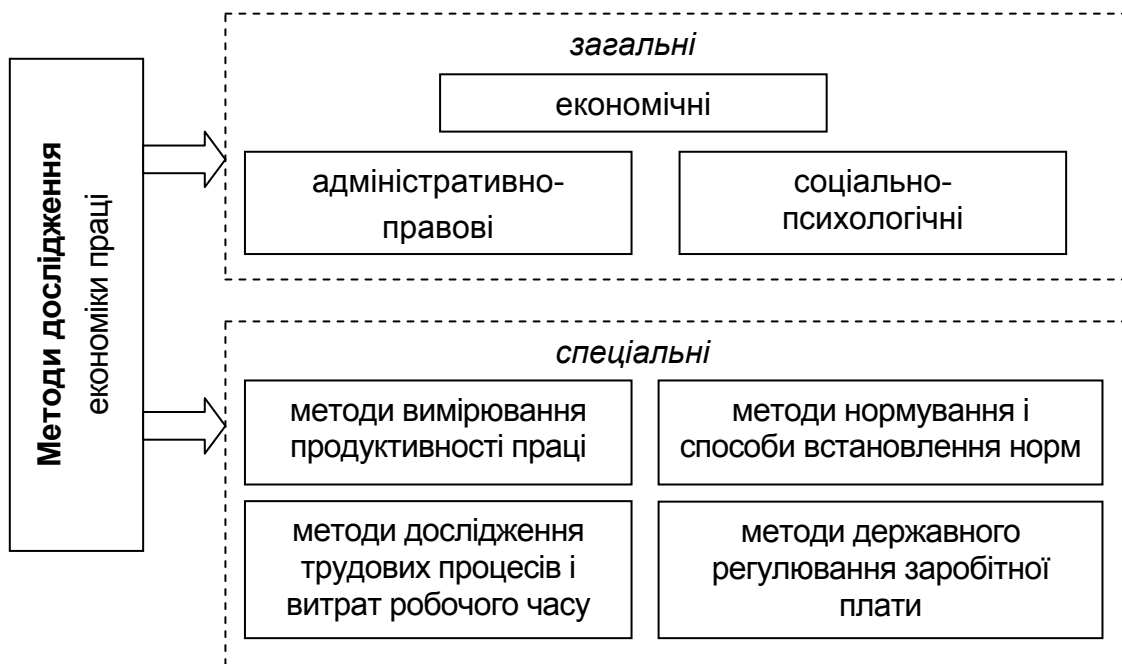 Методи дослідження
економіки праці
загальні
економічні
адміністративно-
правові
соціально-
психологічні
спеціальні
методи вимірювання
продуктивності праці
методи нормування і
способи встановлення норм
методи дослідження
трудових процесів і
витрат робочого часу
методи державного
регулювання заробітної
плати